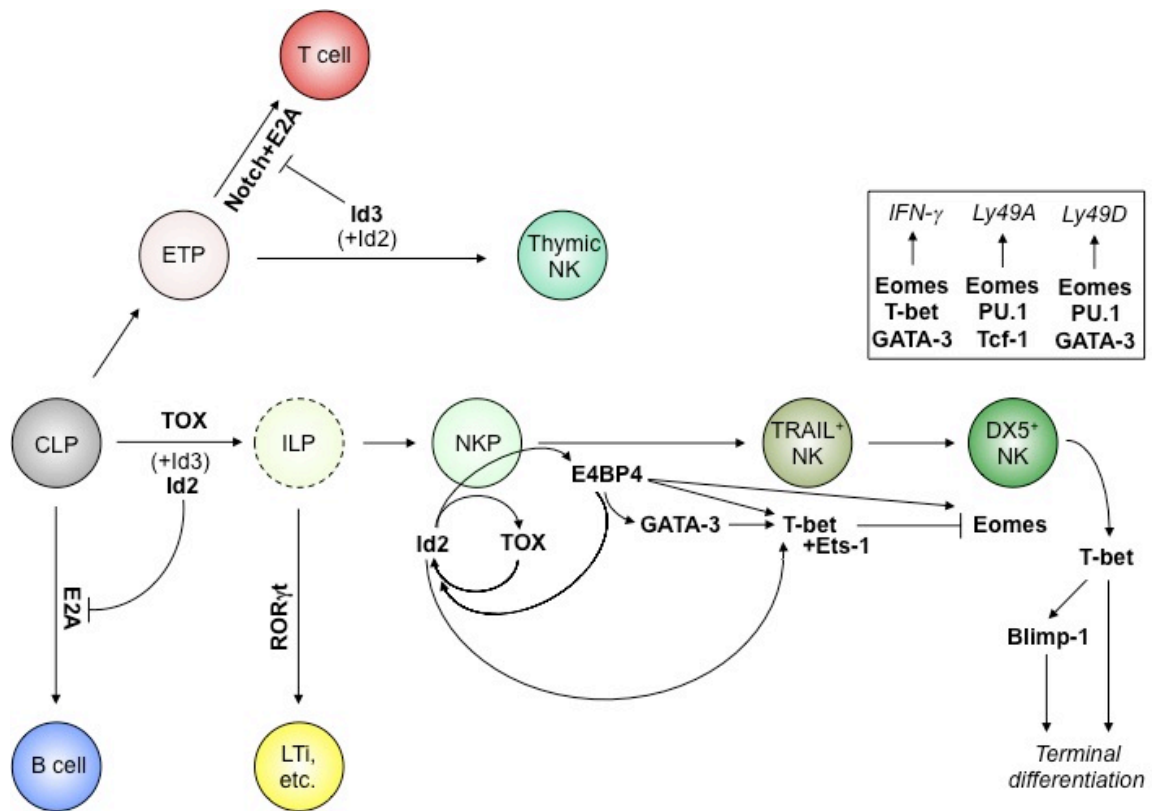 T cell
Notch+E2A
Id3
(+Id2)
ETP
Thymic
NK
IFN-γ Ly49A Ly49D
Eomes Eomes Eomes
T-bet PU.1 PU.1
GATA-3 Tcf-1 GATA-3
CLP
TOX
(+Id3)
Id2
ILP
NKP
TRAIL⁺
NK
DX5⁺
NK
E4BP4
Id2
TOX
GATA-3
T-bet
+Ets-1
Eomes
T-bet
E2A
RORγt
Blimp-1
B cell
LTi,
etc.
Terminal
differentiation